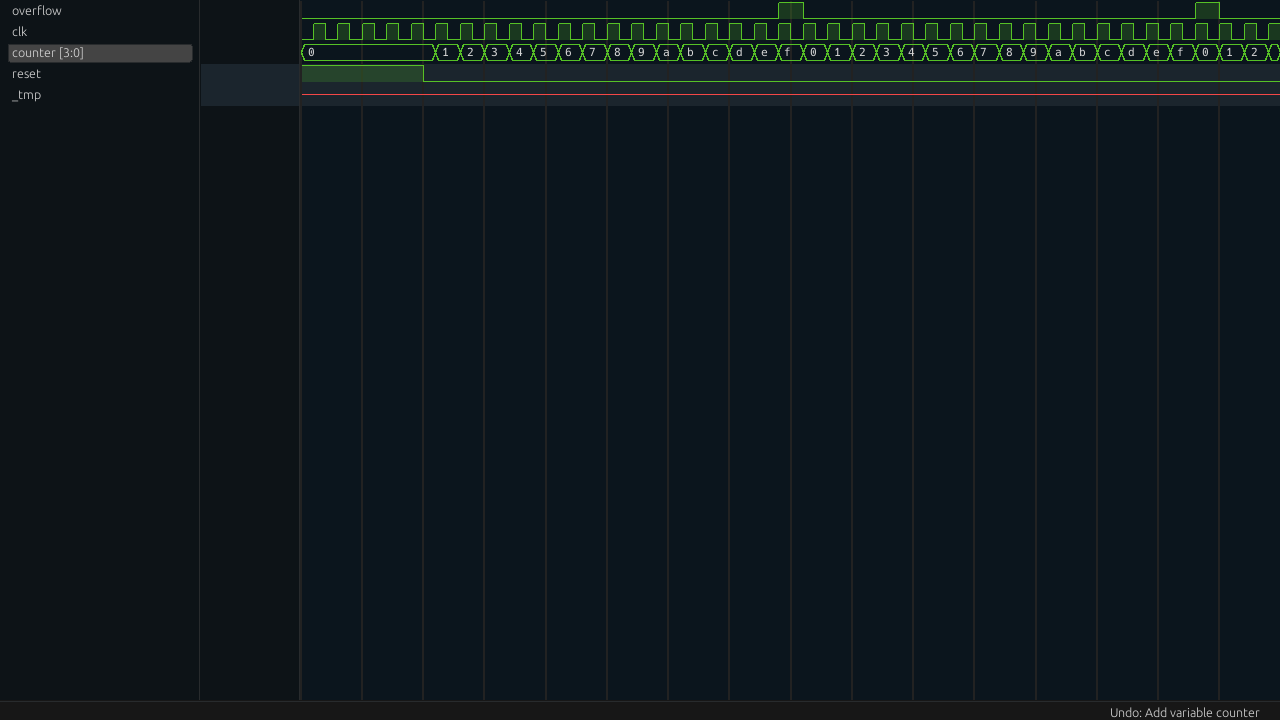 overflow
clk
counter [3:0]
0 1 2 3 4 5 6 7 8 9 a b c d e f 0 1 2 3 4 5 6 7 8 9 a b c d e f 0 1 2
reset
_tmp
Undo: Add variable counter